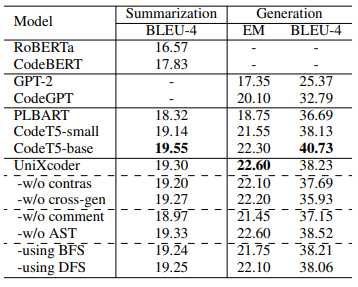 Model Summarization Generation
BLEU-4 EM BLEU-4
RoBERTa 16.57 - -
CodeBERT 17.83 - -
GPT-2 - 17.35 25.37
CodeGPT - 20.10 32.79
PLBART 18.32 18.75 36.69
CodeT5-small 19.14 21.55 38.13
CodeT5-base 19.55 22.30 40.73
UniXcoder 19.30 22.60 38.23
-w/o contras 19.20 22.10 37.69
-w/o cross-gen 19.27 22.20 35.93
-w/o comment 18.97 21.45 37.15
-w/o AST 19.33 22.60 38.52
-using BFS 19.24 21.75 38.21
-using DFS 19.25 22.10 38.06